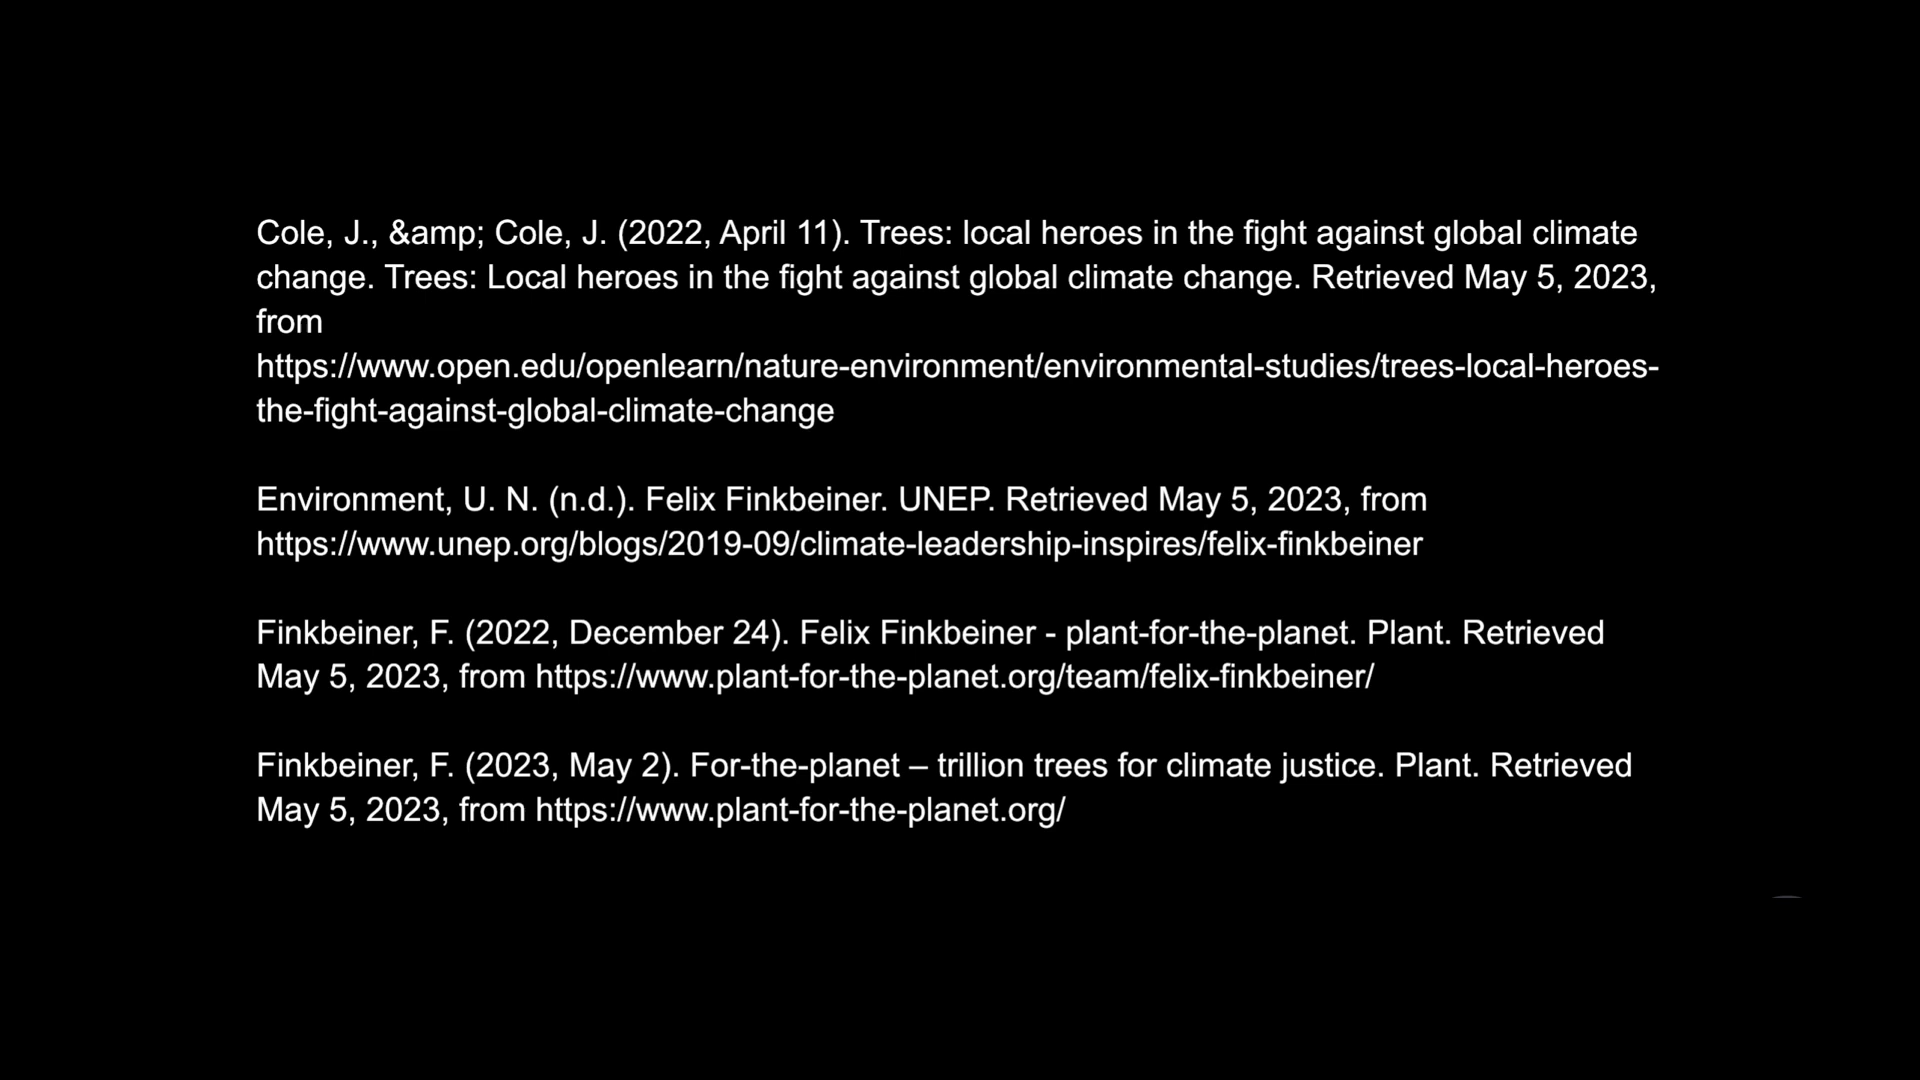 Cole, J., &amp; Cole, J. (2022, April 11). Trees: local heroes in the fight against global climate
change. Trees: Local heroes in the fight against global climate change. Retrieved May 5, 2023,
from
https://www.open.edu/openlearn/nature-environment/environmental-studies/trees-local-heroes-
the-fight-against-global-climate-change
Environment, U. N. (n.d.). Felix Finkbeiner. UNEP. Retrieved May 5, 2023, from
https://www.unep.org/blogs/2019-09/climate-leadership-inspires/felix-finkbeiner
Finkbeiner, F. (2022, December 24). Felix Finkbeiner - plant-for-the-planet. Plant. Retrieved
May 5, 2023, from https://www.plant-for-the-planet.org/team/felix-finkbeiner/
Finkbeiner, F. (2023, May 2). For-the-planet – trillion trees for climate justice. Plant. Retrieved
May 5, 2023, from https://www.plant-for-the-planet.org/